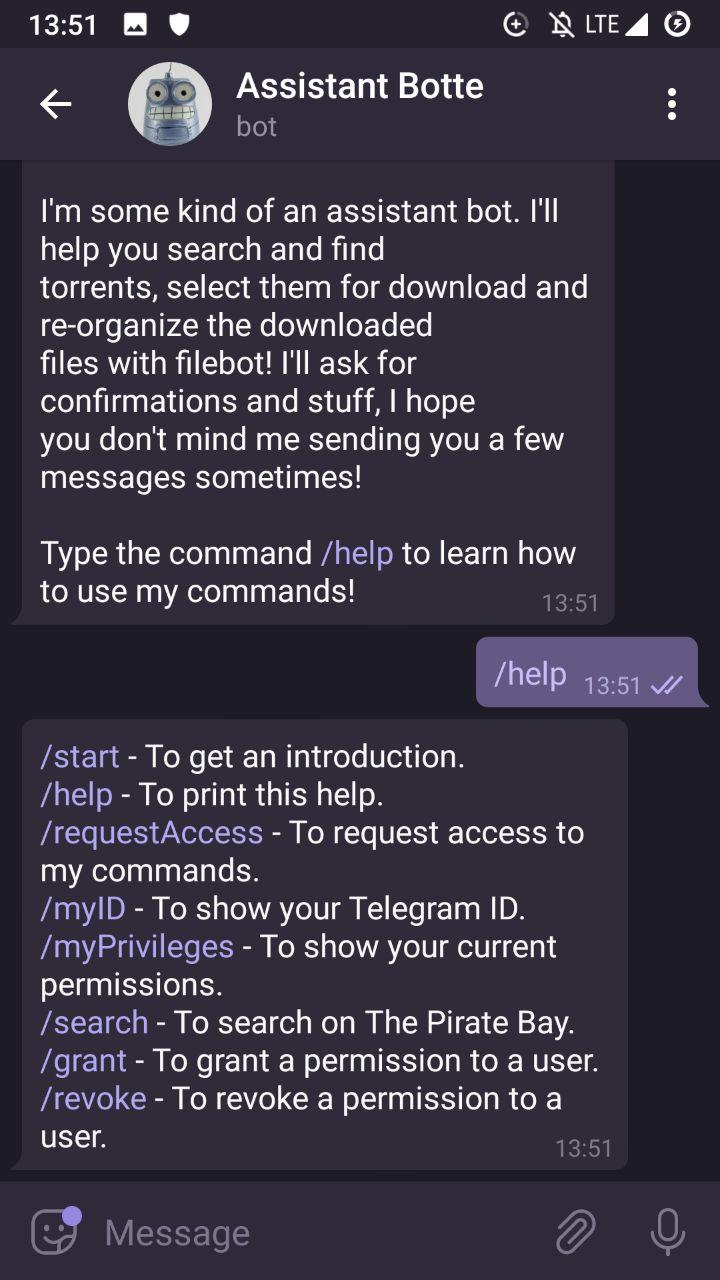 13:51
LTE
Assistant Botte
bot
I'm some kind of an assistant bot. I'll
help you search and find
torrents, select them for download and
re-organize the downloaded
files with filebot! I'll ask for
confirmations and stuff, I hope
you don't mind me sending you a few
messages sometimes!
Type the command /help to learn how
to use my commands!
13:51
/help 13:51
/start - To get an introduction.
/help - To print this help.
/requestAccess - To request access to
my commands.
/myID - To show your Telegram ID.
/myPrivileges - To show your current
permissions.
/search - To search on The Pirate Bay.
/grant - To grant a permission to a user.
/revoke - To revoke a permission to a
user.
13:51
Message